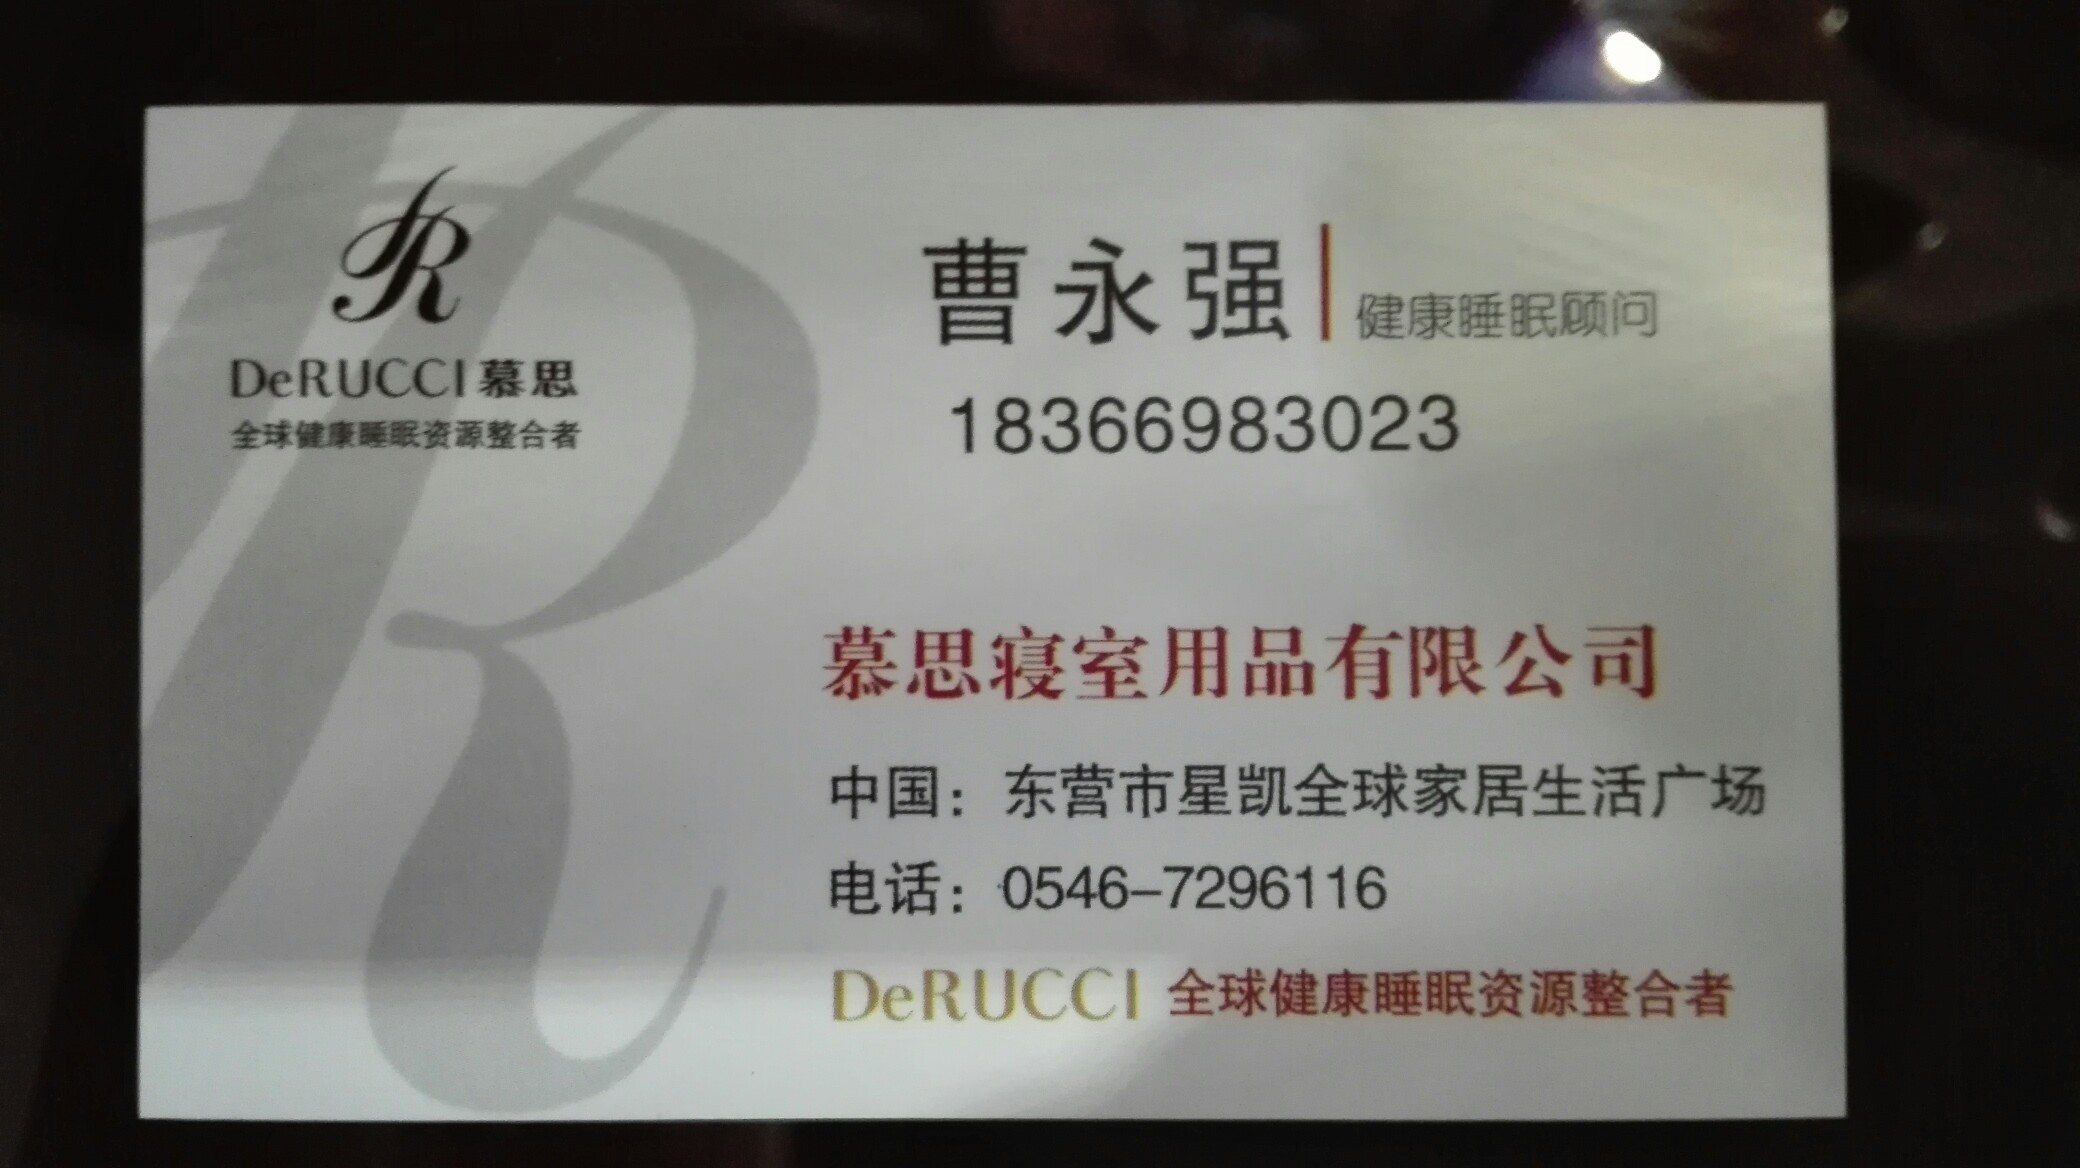 DeRUCCI 慕思
全球健康睡眠资源整合者
曹永强 健康睡眠顾问
18366983023
慕思寝室用品有限公司
中国：东营市星凯全球家居生活广场
电话：0546-7296116
DeRUCCI 全球健康睡眠资源整合者